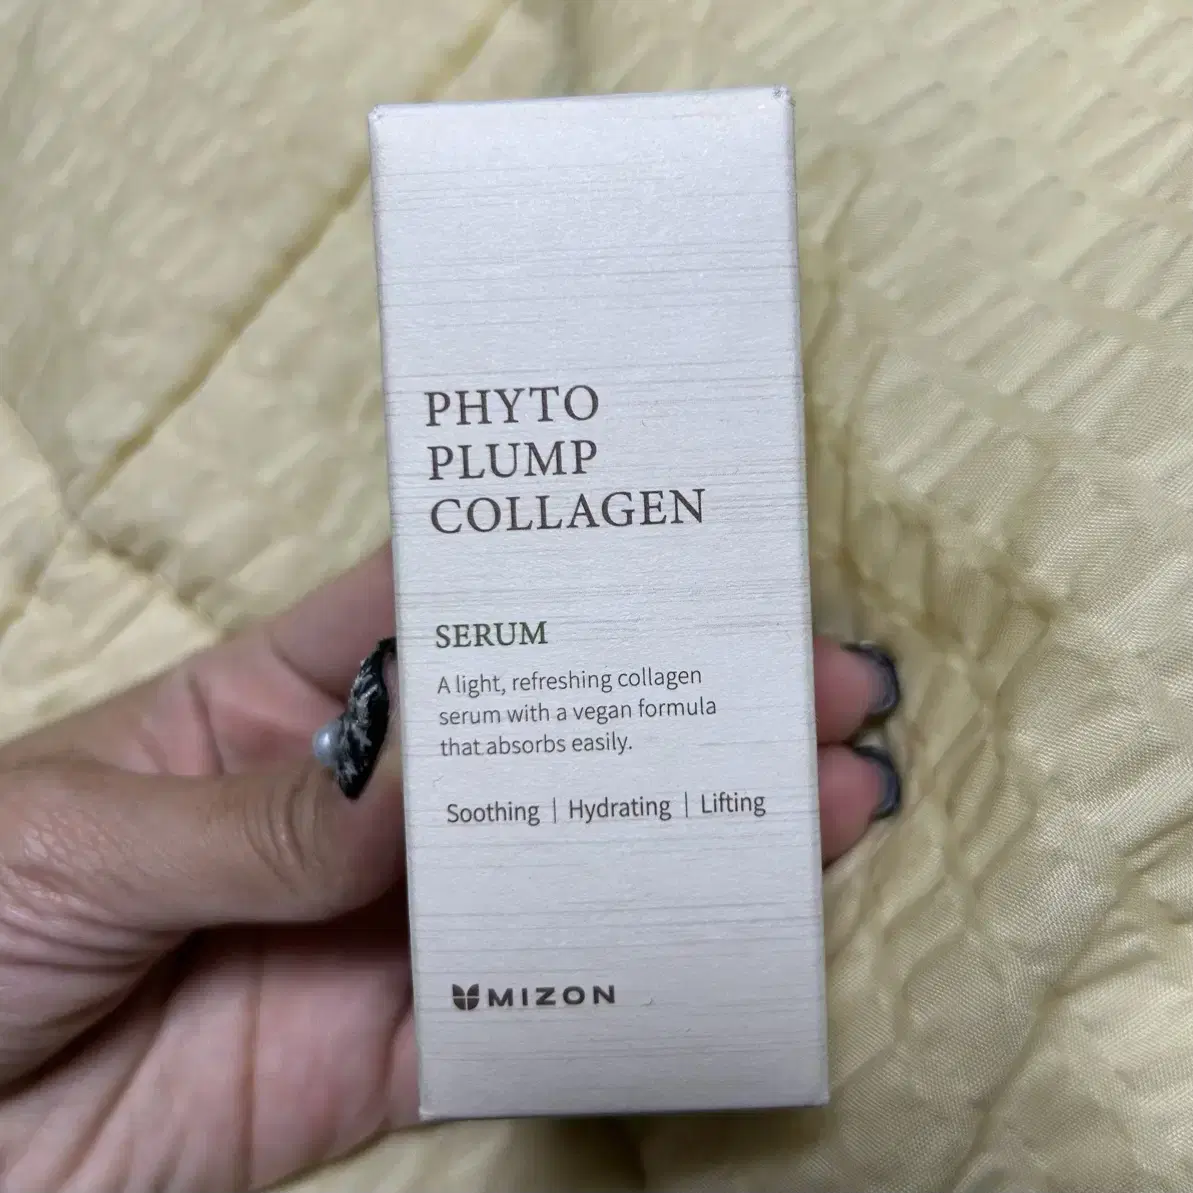 PHYTO
PLUMP
COLLAGEN
SERUM
A light, refreshing collagen
serum with a vegan formula
that absorbs easily.
Soothing | Hydrating | Lifting
MIZON